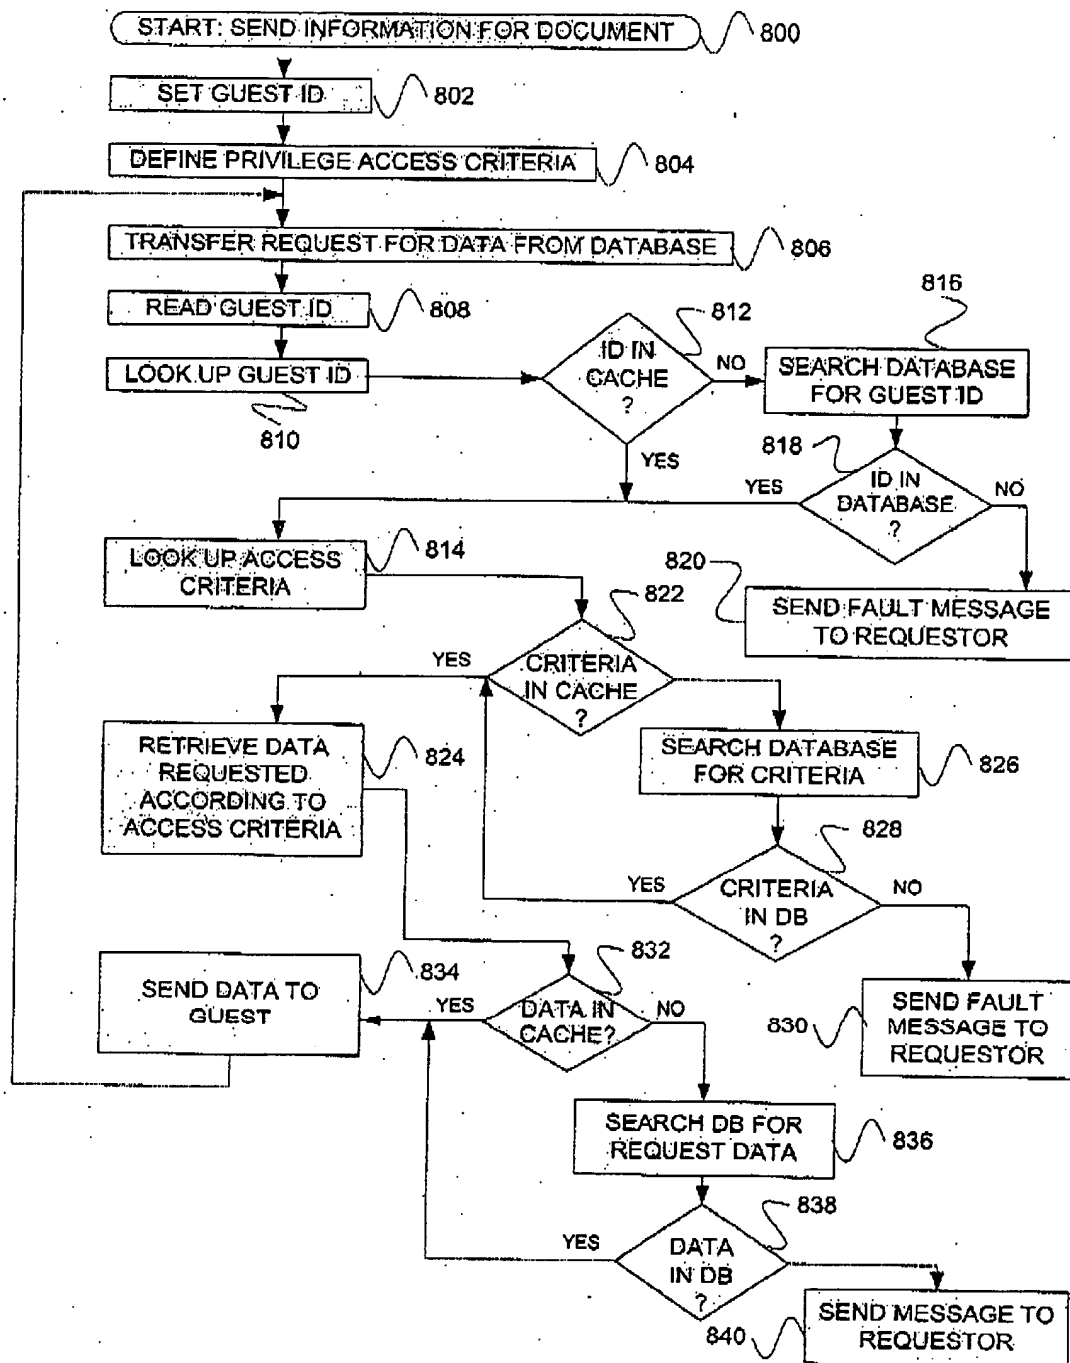 START: SEND INFORMATION FOR DOCUMENT
800
SET GUEST ID
802
DEFINE PRIVILEGE ACCESS CRITERIA
804
TRANSFER REQUEST FOR DATA FROM DATABASE
806
READ GUEST ID
808
LOOK UP GUEST ID
810
ID IN
CACHE
?
812
NO
YES
816
SEARCH DATABASE
FOR GUEST ID
818
ID IN
DATABASE
?
YES
NO
820
SEND FAULT MESSAGE
TO REQUESTOR
LOOK UP ACCESS
CRITERIA
814
822
CRITERIA
IN CACHE
?
YES
RETRIEVE DATA
REQUESTED
ACCORDING TO
ACCESS CRITERIA
824
SEARCH DATABASE
FOR CRITERIA
826
828
CRITERIA
IN DB
?
YES
NO
830
SEND FAULT
MESSAGE TO
REQUESTOR
832
DATA IN
CACHE?
YES
NO
834
SEND DATA TO
GUEST
SEARCH DB FOR
REQUEST DATA
836
838
DATA
IN DB
?
YES
SEND MESSAGE TO
REQUESTOR
840